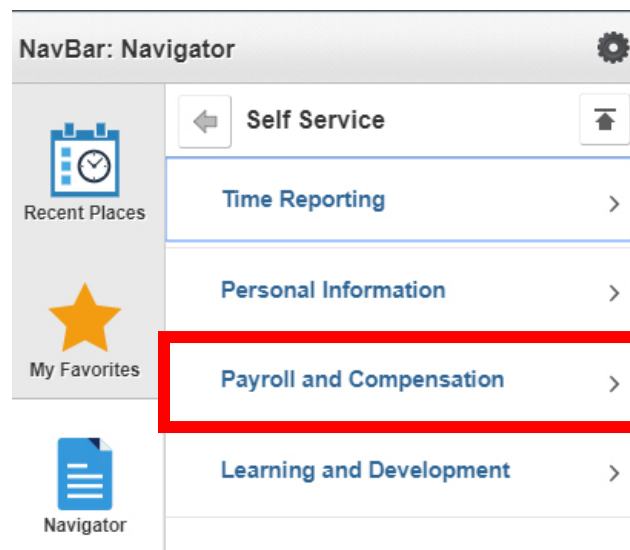 NavBar: Navigator
Self Service
Recent Places
Time Reporting
Personal Information
My Favorites
Payroll and Compensation
Learning and Development
Navigator